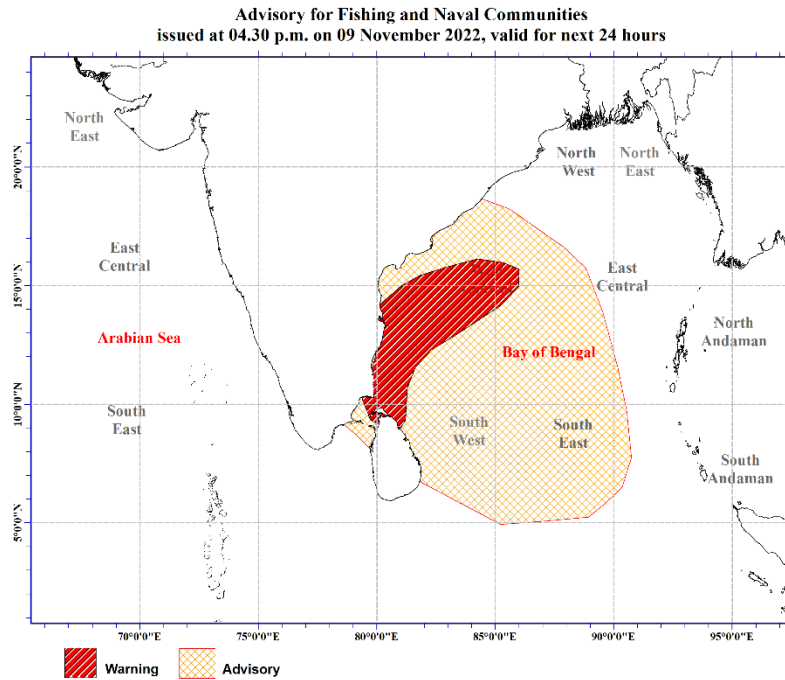 Advisory for Fishing and Naval Communities
issued at 04.30 p.m. on 09 November 2022, valid for next 24 hours
North
East
North
West
North
East
East
Central
East
Central
Arabian Sea
North
Andaman
Bay of Bengal
South
East
South
West
South
East
South
Andaman
20°0'0"N
15°0'0"N
10°0'0"N
5°0'0"N
70°0'0"E
80°0'0"E
85°0'0"E
90°0'0"E
95°0'0"E
Warning
Advisory